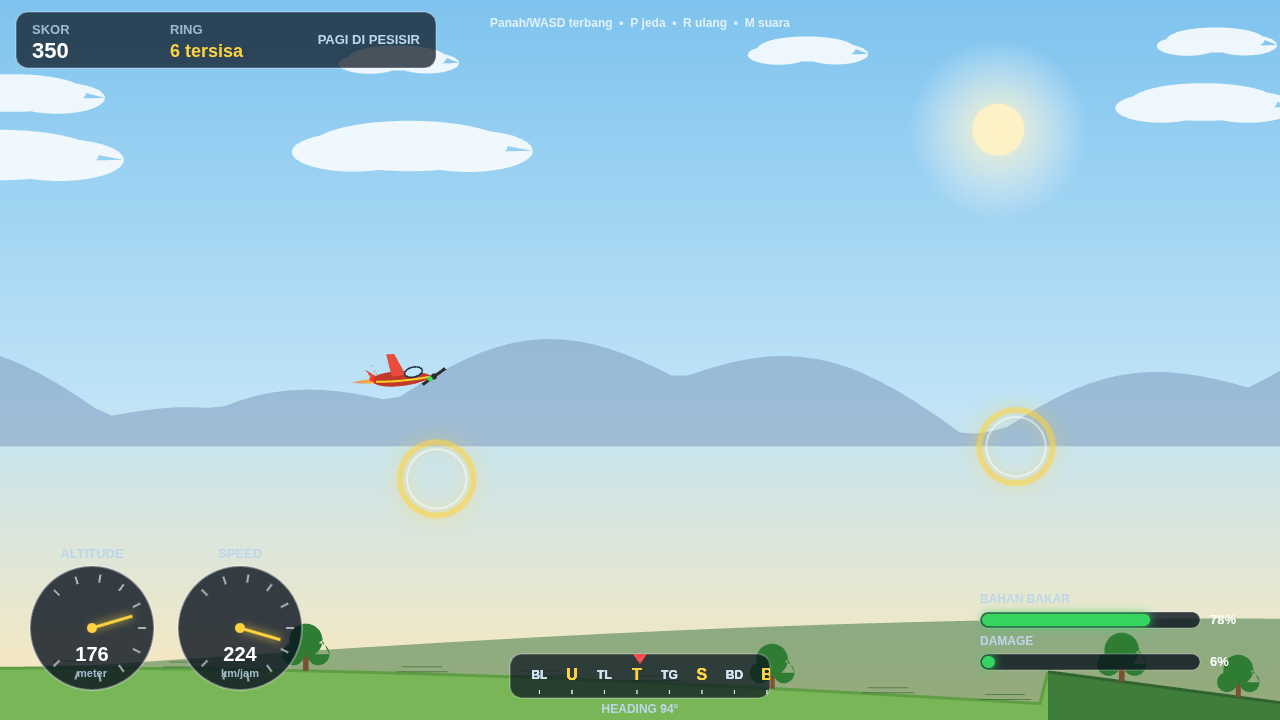 SKOR
350
RING
6 tersisa
PAGI DI PESISIR
Panah/WASD terbang • P jeda • R ulang • M suara
ALTITUDE
176
meter
SPEED
224
km/jam
BL U TL T TG S BD B
HEADING 94°
BAHAN BAKAR
78%
DAMAGE
6%